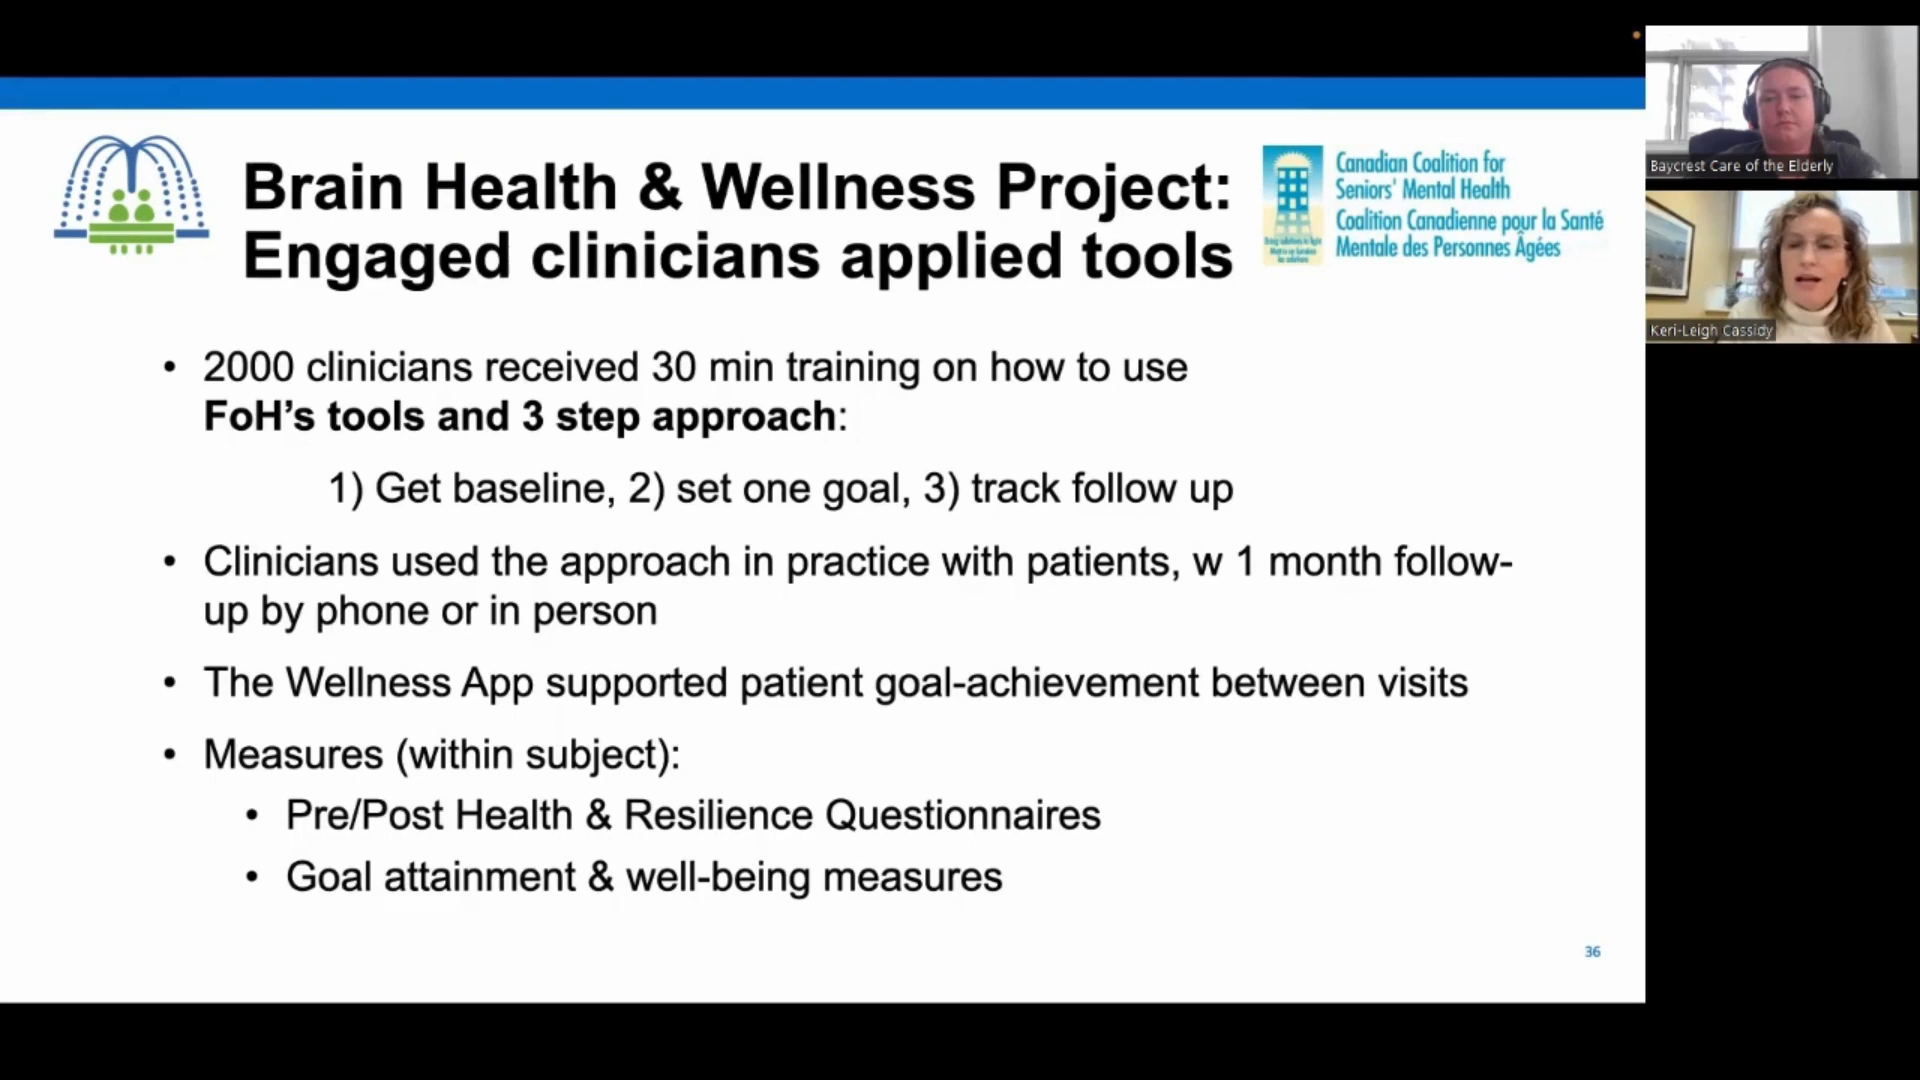 Brain Health & Wellness Project:
Engaged clinicians applied tools
Canadian Coalition for
Seniors' Mental Health
Coalition Canadienne pour la Santé
Mentale des Personnes Âgées
• 2000 clinicians received 30 min training on how to use
FoH’s tools and 3 step approach:
1) Get baseline, 2) set one goal, 3) track follow up
• Clinicians used the approach in practice with patients, w 1 month follow-
up by phone or in person
• The Wellness App supported patient goal-achievement between visits
• Measures (within subject):
• Pre/Post Health & Resilience Questionnaires
• Goal attainment & well-being measures
36
Baycrest Care of the Elderly
Keri-Leigh Cassidy